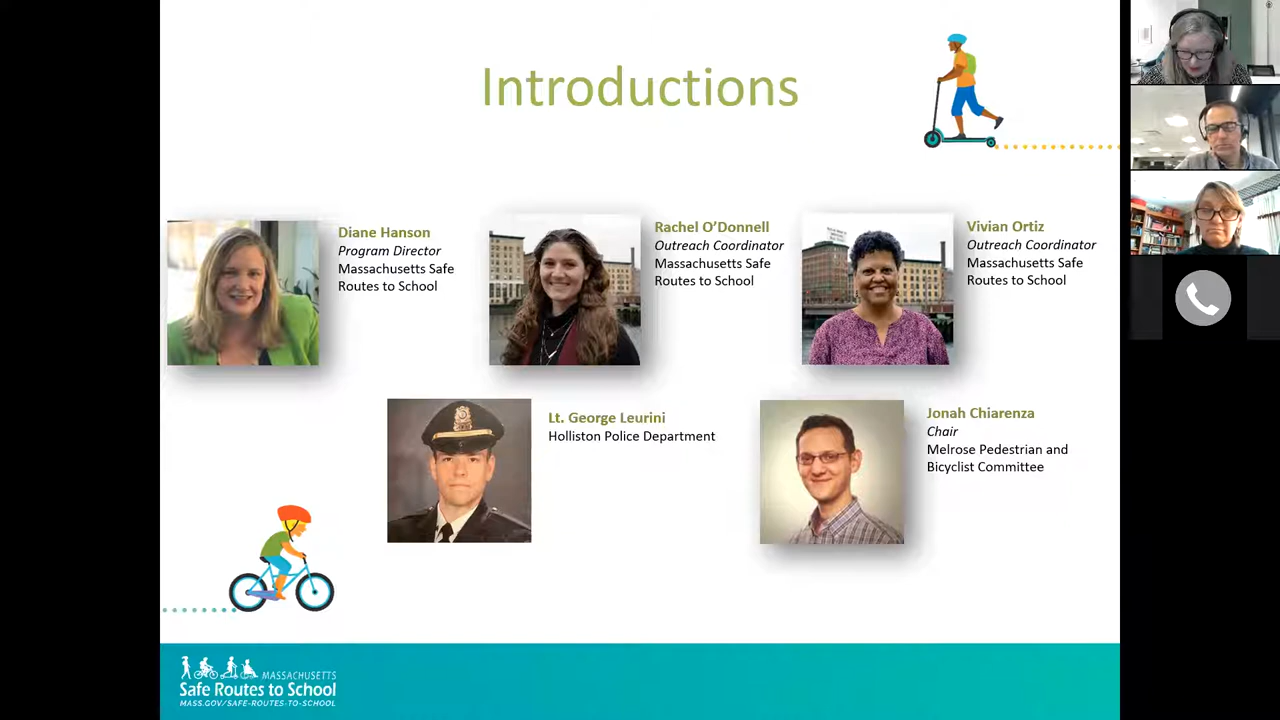 Introductions
Diane Hanson
Program Director
Massachusetts Safe
Routes to School
Rachel O'Donnell
Outreach Coordinator
Massachusetts Safe
Routes to School
Vivian Ortiz
Outreach Coordinator
Massachusetts Safe
Routes to School
Lt. George Leurini
Holliston Police Department
Jonah Chiarenza
Chair
Melrose Pedestrian and
Bicyclist Committee
MASSACHUSETTS
Safe Routes to School
MASS.GOV/SAFE-ROUTES-TO-SCHOOL